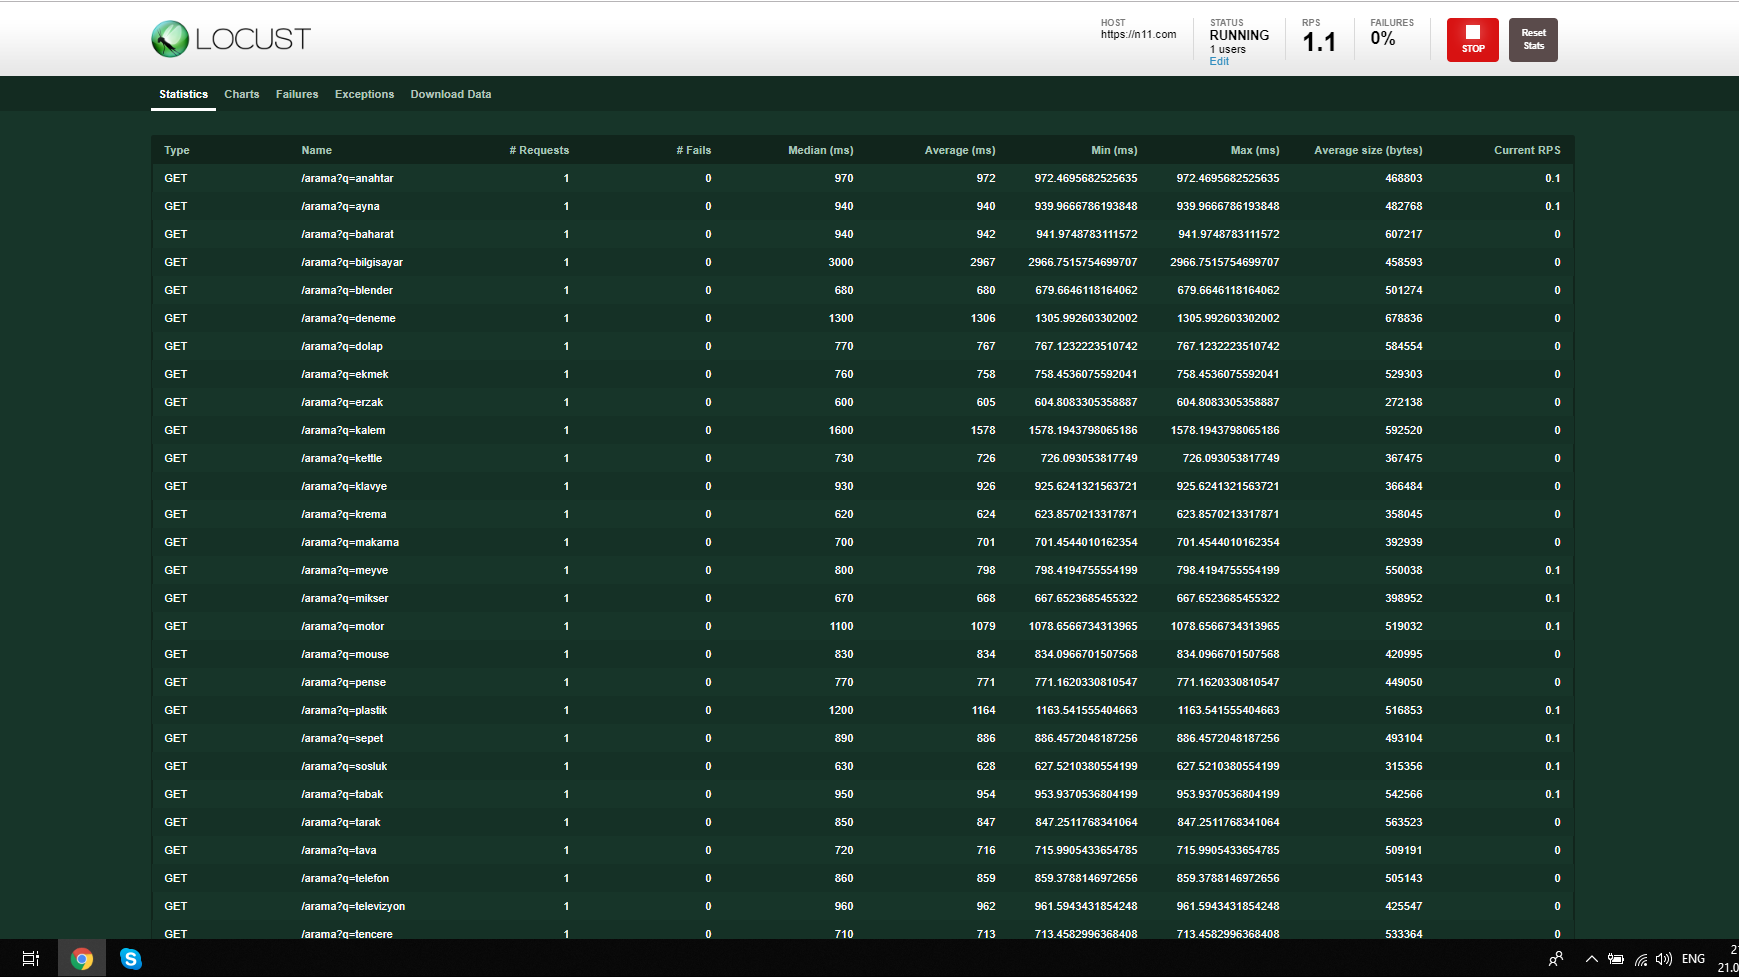 LOCUST
HOST
https://n11.com
STATUS
RUNNING
1 users
Edit
RPS
1.1
FAILURES
0%
STOP
Reset
Stats
Statistics Charts Failures Exceptions Download Data
Type Name # Requests # Fails Median (ms) Average (ms) Min (ms) Max (ms) Average size (bytes) Current RPS
GET /arama?q=anahtar 1 0 970 972 972.4695682525635 972.4695682525635 468803 0.1
GET /arama?q=ayna 1 0 940 940 939.9666786193848 939.9666786193848 482768 0.1
GET /arama?q=baharat 1 0 940 942 941.9748783111572 941.9748783111572 607217 0
GET /arama?q=bilgisayar 1 0 3000 2967 2966.7515754699707 2966.7515754699707 458593 0
GET /arama?q=blender 1 0 680 680 679.6646118164062 679.6646118164062 501274 0
GET /arama?q=deneme 1 0 1300 1306 1305.992603302002 1305.992603302002 678836 0
GET /arama?q=dolap 1 0 770 767 767.1232223510742 767.1232223510742 584554 0
GET /arama?q=ekmek 1 0 760 758 758.4536075592041 758.4536075592041 529303 0
GET /arama?q=erzak 1 0 600 605 604.8083305358887 604.8083305358887 272138 0
GET /arama?q=kalem 1 0 1600 1578 1578.1943798065186 1578.1943798065186 592520 0
GET /arama?q=kettle 1 0 730 726 726.093053817749 726.093053817749 367475 0
GET /arama?q=klavye 1 0 930 926 925.6241321563721 925.6241321563721 366484 0
GET /arama?q=krema 1 0 620 624 623.8570213317871 623.8570213317871 358045 0
GET /arama?q=makarna 1 0 700 701 701.4544010162354 701.4544010162354 392939 0
GET /arama?q=meyve 1 0 800 798 798.4194755554199 798.4194755554199 550038 0.1
GET /arama?q=mikser 1 0 670 668 667.6523685455322 667.6523685455322 398952 0.1
GET /arama?q=motor 1 0 1100 1079 1078.6566734313965 1078.6566734313965 519032 0.1
GET /arama?q=mouse 1 0 830 834 834.0966701507568 834.0966701507568 420995 0
GET /arama?q=pense 1 0 770 771 771.1620330810547 771.1620330810547 449050 0
GET /arama?q=plastik 1 0 1200 1164 1163.541555404663 1163.541555404663 516853 0.1
GET /arama?q=sepet 1 0 890 886 886.4572048187256 886.4572048187256 493104 0.1
GET /arama?q=sosluk 1 0 630 628 627.5210380554199 627.5210380554199 315356 0.1
GET /arama?q=tabak 1 0 950 954 953.9370536804199 953.9370536804199 542566 0.1
GET /arama?q=tarak 1 0 850 847 847.2511768341064 847.2511768341064 563523 0
GET /arama?q=tava 1 0 720 716 715.9905433654785 715.9905433654785 509191 0
GET /arama?q=telefon 1 0 860 859 859.3788146972656 859.3788146972656 505143 0
GET /arama?q=televizyon 1 0 960 962 961.5943431854248 961.5943431854248 425547 0
GET /arama?q=tencere 1 0 710 713 713.4582996368408 713.4582996368408 533364 0
ENG